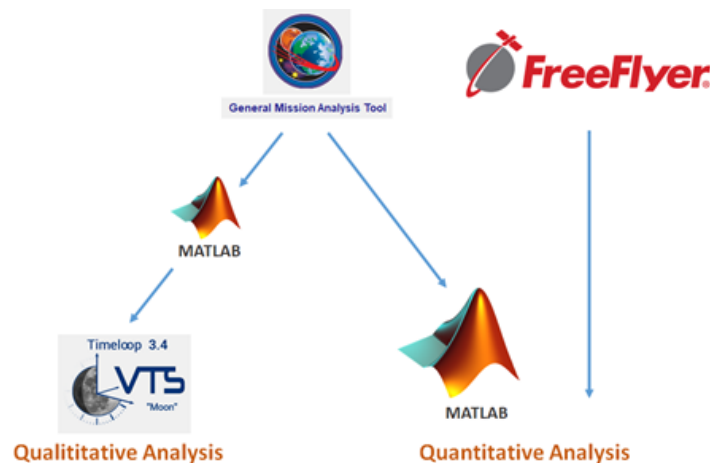 General Mission Analysis Tool
FreeFlyer®
MATLAB
Timeloop 3.4
VTS
"Moon"
MATLAB
Qualititative Analysis
Quantitative Analysis